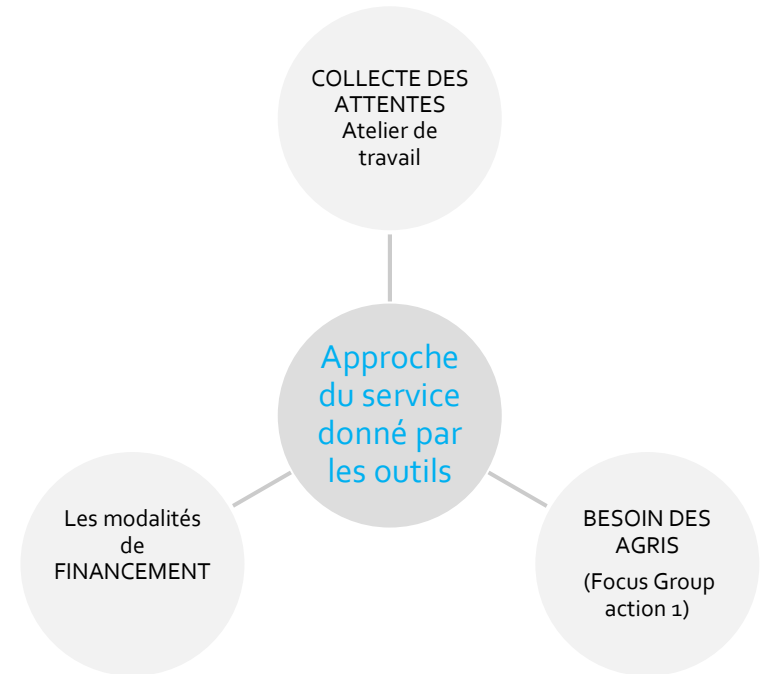 COLLECTE DES
ATTENTES
Atelier de
travail
Approche
du service
donné par
les outils
Les modalités
de
FINANCEMENT
BESOIN DES
AGRIS
(Focus Group
action 1)